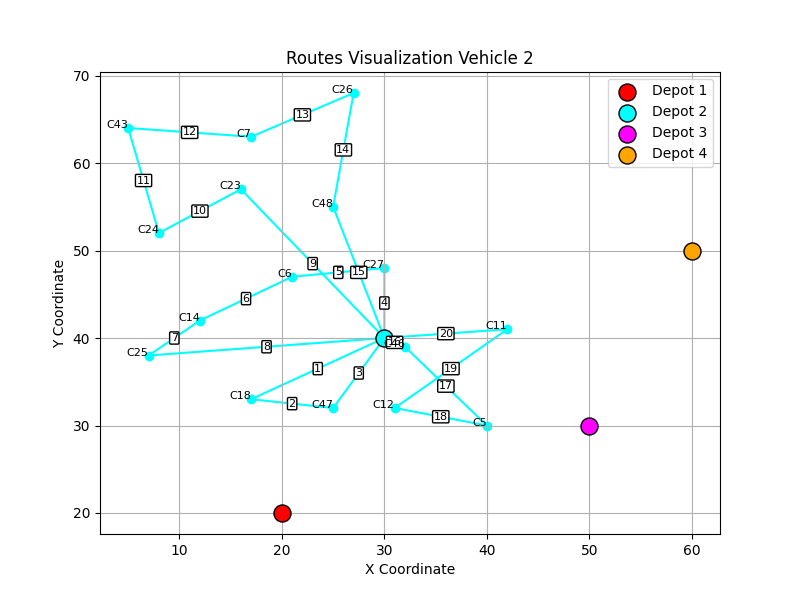 Routes Visualization Vehicle 2
Depot 1
Depot 2
Depot 3
Depot 4
70
60
50
40
30
20
Y Coordinate
C26
13
C43
12
C7
14
11
C23
10
C48
C24
9
C27
C6
5
15
6
4
C14
7
C25
8
20
C11
1
3
19
17
C18
2
C47
C12
18
C5
10
20
30
40
50
60
X Coordinate